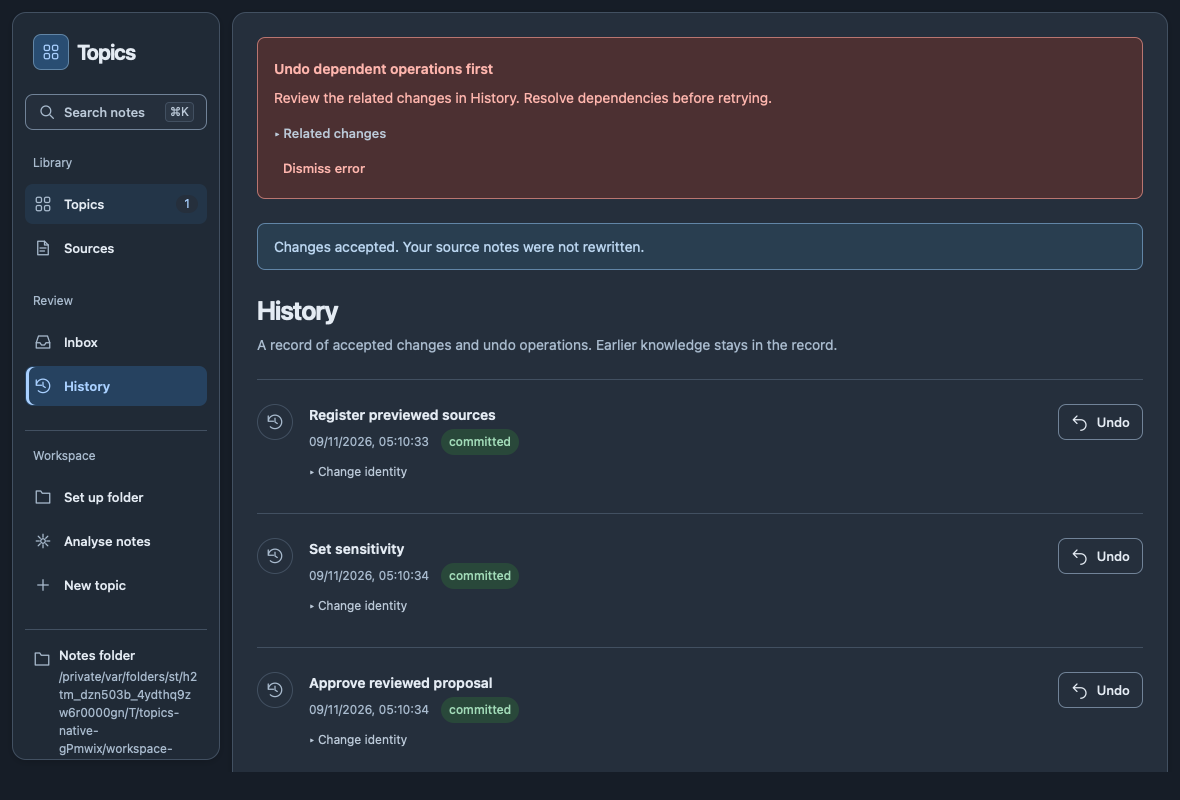 Topics
Search notes ⌘K
Library
Topics 1
Sources
Review
Inbox
History
Workspace
Set up folder
Analyse notes
New topic
Notes folder
/private/var/folders/st/h2
tm_dzn503b_4ydthq9z
w6r0000gn/T/topics-
native-
gPmwix/workspace-
Undo dependent operations first
Review the related changes in History. Resolve dependencies before retrying.
Related changes
Dismiss error
Changes accepted. Your source notes were not rewritten.
History
A record of accepted changes and undo operations. Earlier knowledge stays in the record.
Register previewed sources
09/11/2026, 05:10:33 committed
Change identity
Undo
Set sensitivity
09/11/2026, 05:10:34 committed
Change identity
Undo
Approve reviewed proposal
09/11/2026, 05:10:34 committed
Change identity
Undo